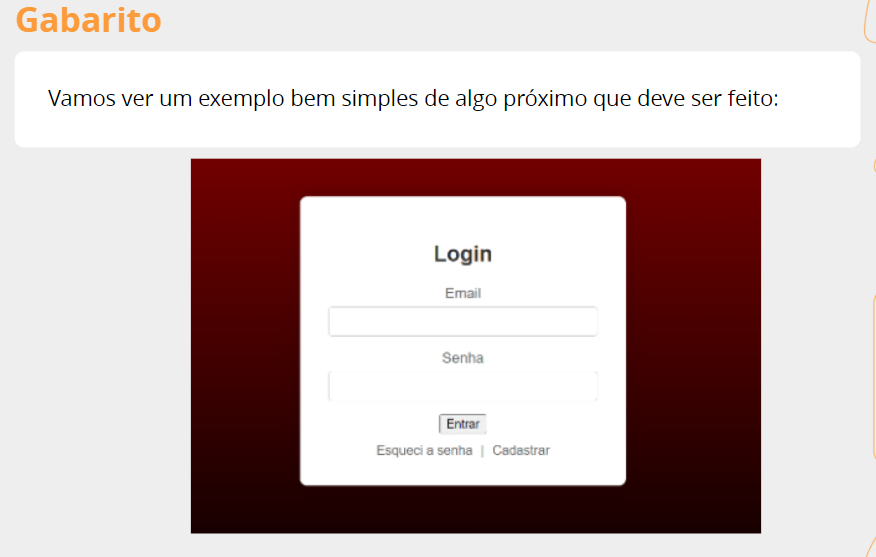 Gabarito
Vamos ver um exemplo bem simples de algo próximo que deve ser feito:
Login
Email
Senha
Entrar
Esqueci a senha | Cadastrar